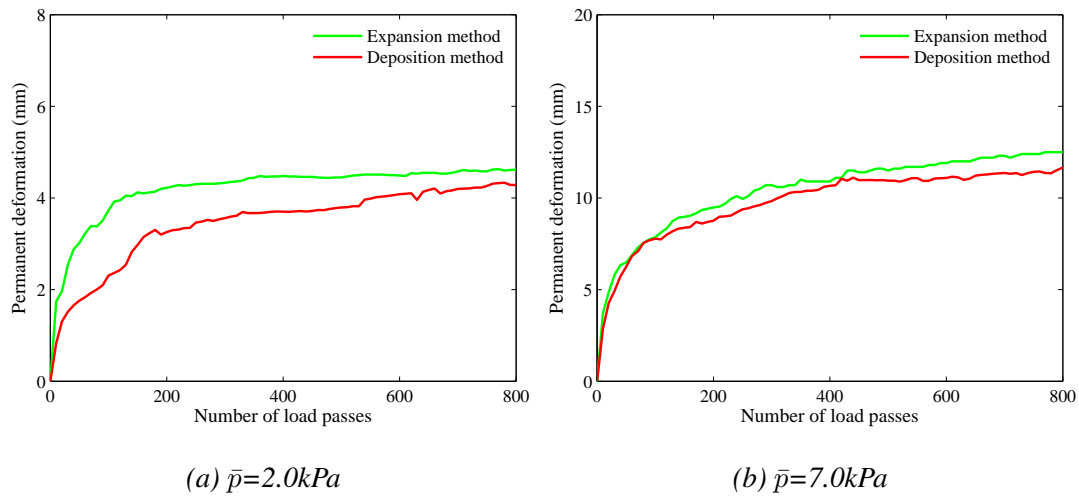 8
6
4
2
0
0 200 400 600 800
Permanent deformation (mm)
Number of load passes
Expansion method
Deposition method
(a) p̄=2.0kPa
20
15
10
5
0
0 200 400 600 800
Permanent deformation (mm)
Number of load passes
Expansion method
Deposition method
(b) p̄=7.0kPa